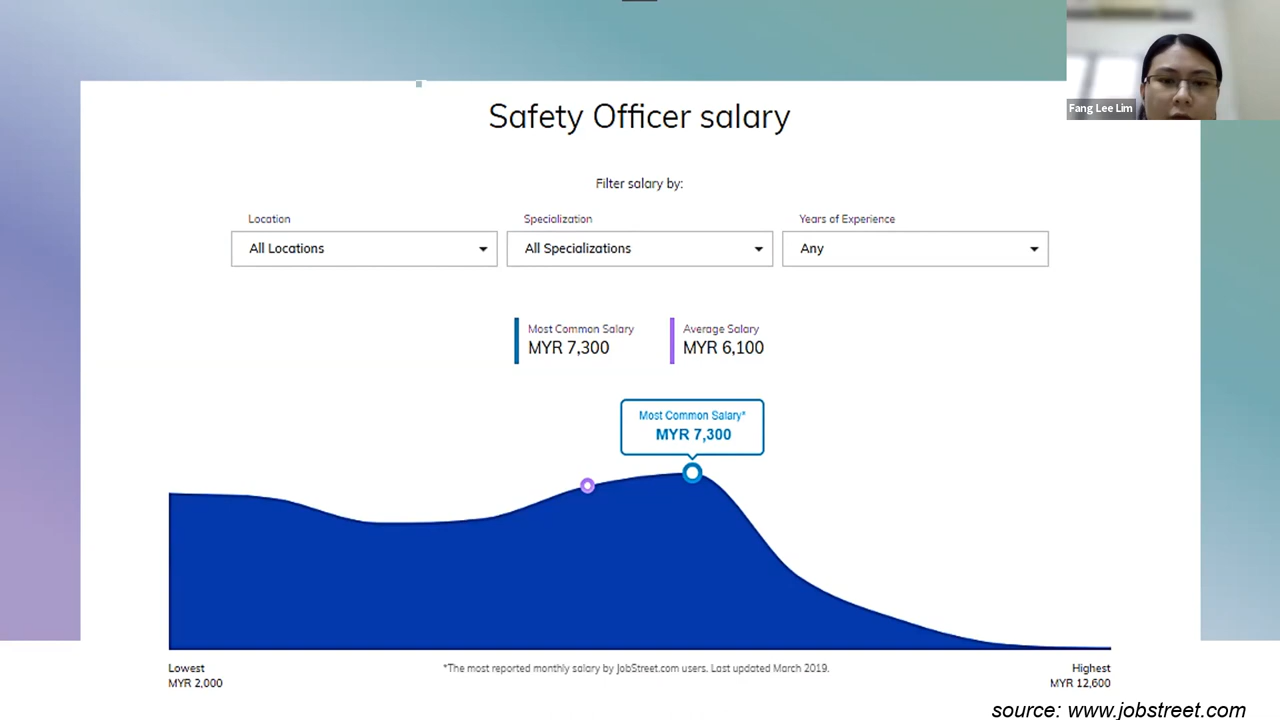 Fang Lee Lim
Safety Officer salary
Filter salary by:
Location
Specialization
Years of Experience
All Locations
All Specializations
Any
Most Common Salary
MYR 7,300
Average Salary
MYR 6,100
Most Common Salary*
MYR 7,300
Lowest
MYR 2,000
*The most reported monthly salary by JobStreet.com users. Last updated March 2019.
Highest
MYR 12,600
source: www.jobstreet.com